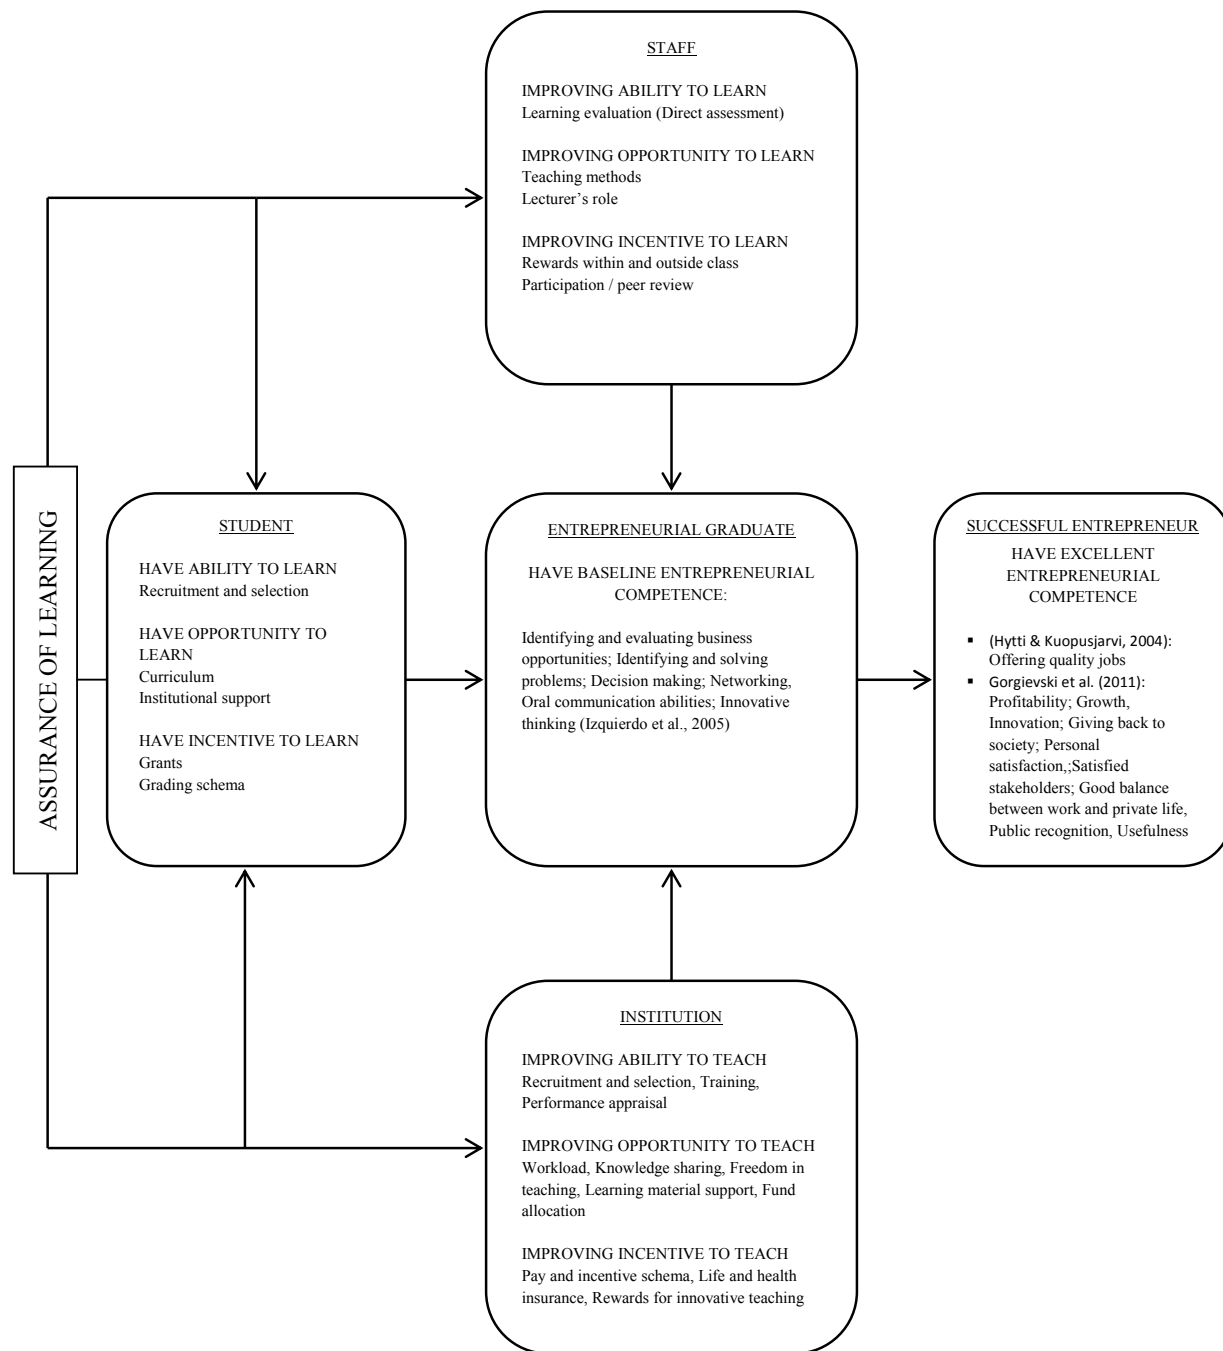 STAFF
IMPROVING ABILITY TO LEARN
Learning evaluation (Direct assessment)
IMPROVING OPPORTUNITY TO LEARN
Teaching methods
Lecturer’s role
IMPROVING INCENTIVE TO LEARN
Rewards within and outside class
Participation / peer review
ASSURANCE OF LEARNING
STUDENT
HAVE ABILITY TO LEARN
Recruitment and selection
HAVE OPPORTUNITY TO
LEARN
Curriculum
Institutional support
HAVE INCENTIVE TO LEARN
Grants
Grading schema
ENTREPRENEURIAL GRADUATE
HAVE BASELINE ENTREPRENEURIAL
COMPETENCE:
Identifying and evaluating business
opportunities; Identifying and solving
problems; Decision making; Networking,
Oral communication abilities; Innovative
thinking (Izquierdo et al., 2005)
SUCCESSFUL ENTREPRENEUR
HAVE EXCELLENT
ENTREPRENEURIAL
COMPETENCE
▪ (Hytti & Kuopusjarvi, 2004):
Offering quality jobs
▪ Gorgievski et al. (2011):
Profitability; Growth,
Innovation; Giving back to
society; Personal
satisfaction,;Satisfied
stakeholders; Good balance
between work and private life,
Public recognition, Usefulness
INSTITUTION
IMPROVING ABILITY TO TEACH
Recruitment and selection, Training,
Performance appraisal
IMPROVING OPPORTUNITY TO TEACH
Workload, Knowledge sharing, Freedom in
teaching, Learning material support, Fund
allocation
IMPROVING INCENTIVE TO TEACH
Pay and incentive schema, Life and health
insurance, Rewards for innovative teaching